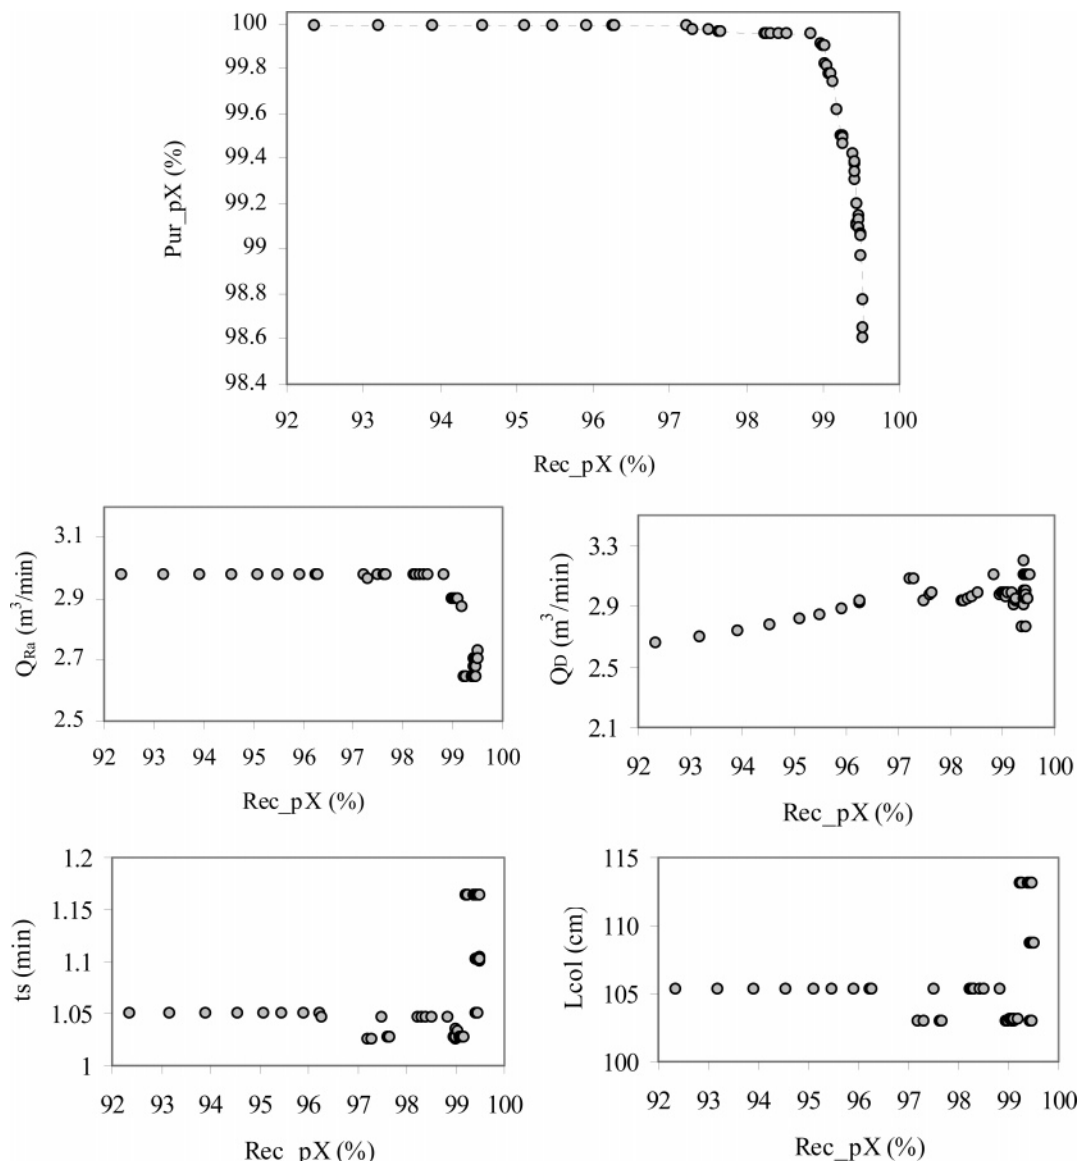 100
99.8
99.6
99.4
99.2
99
98.8
98.6
98.4
Pur_pX (%)
92 93 94 95 96 97 98 99 100
Rec_pX (%)
3.1
2.9
2.7
2.5
QRa (m³/min)
92 93 94 95 96 97 98 99 100
Rec_pX (%)
3.3
2.9
2.5
2.1
QD (m³/min)
92 93 94 95 96 97 98 99 100
Rec_pX (%)
1.2
1.15
1.1
1.05
1
ts (min)
92 93 94 95 96 97 98 99 100
Rec_pX (%)
115
110
105
100
Lcol (cm)
92 93 94 95 96 97 98 99 100
Rec_pX (%)